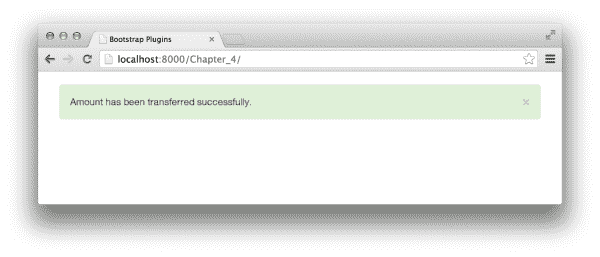 Bootstrap Plugins
localhost:8000/Chapter_4/
Amount has been transferred successfully.